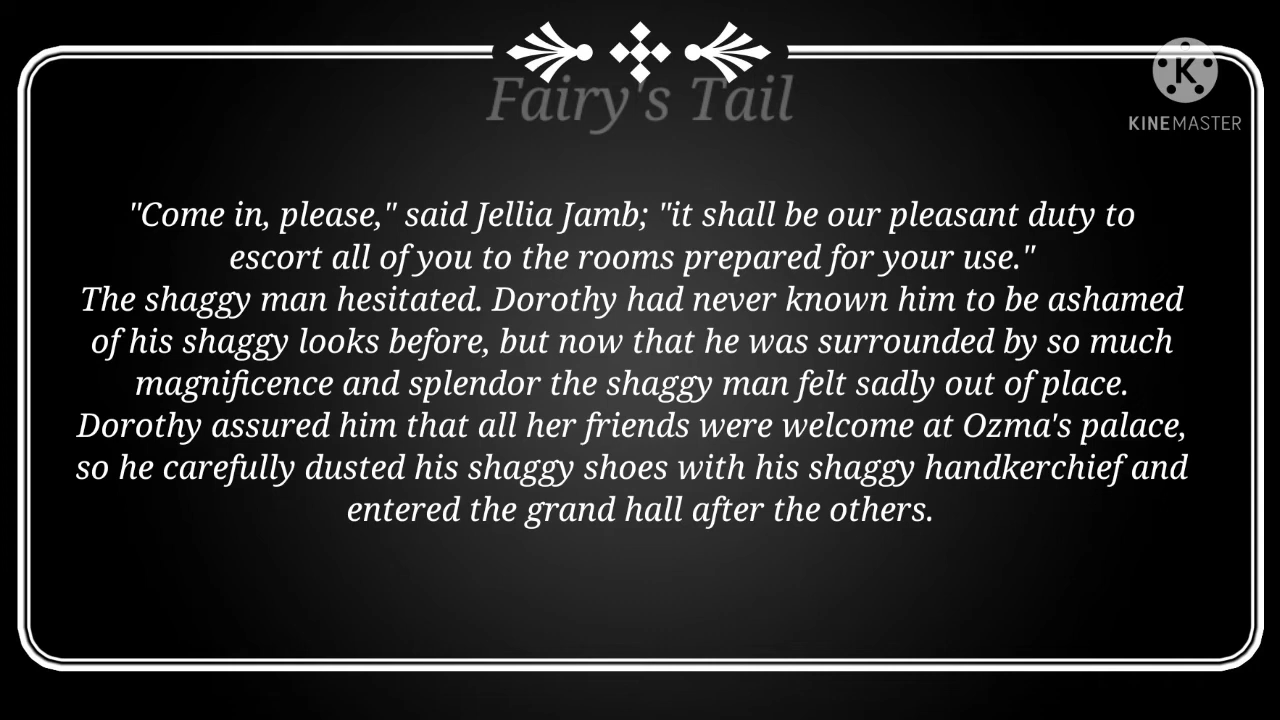 Fairy's Tail
K
KINEMASTER
"Come in, please," said Jellia Jamb; "it shall be our pleasant duty to
escort all of you to the rooms prepared for your use."
The shaggy man hesitated. Dorothy had never known him to be ashamed
of his shaggy looks before, but now that he was surrounded by so much
magnificence and splendor the shaggy man felt sadly out of place.
Dorothy assured him that all her friends were welcome at Ozma's palace,
so he carefully dusted his shaggy shoes with his shaggy handkerchief and
entered the grand hall after the others.